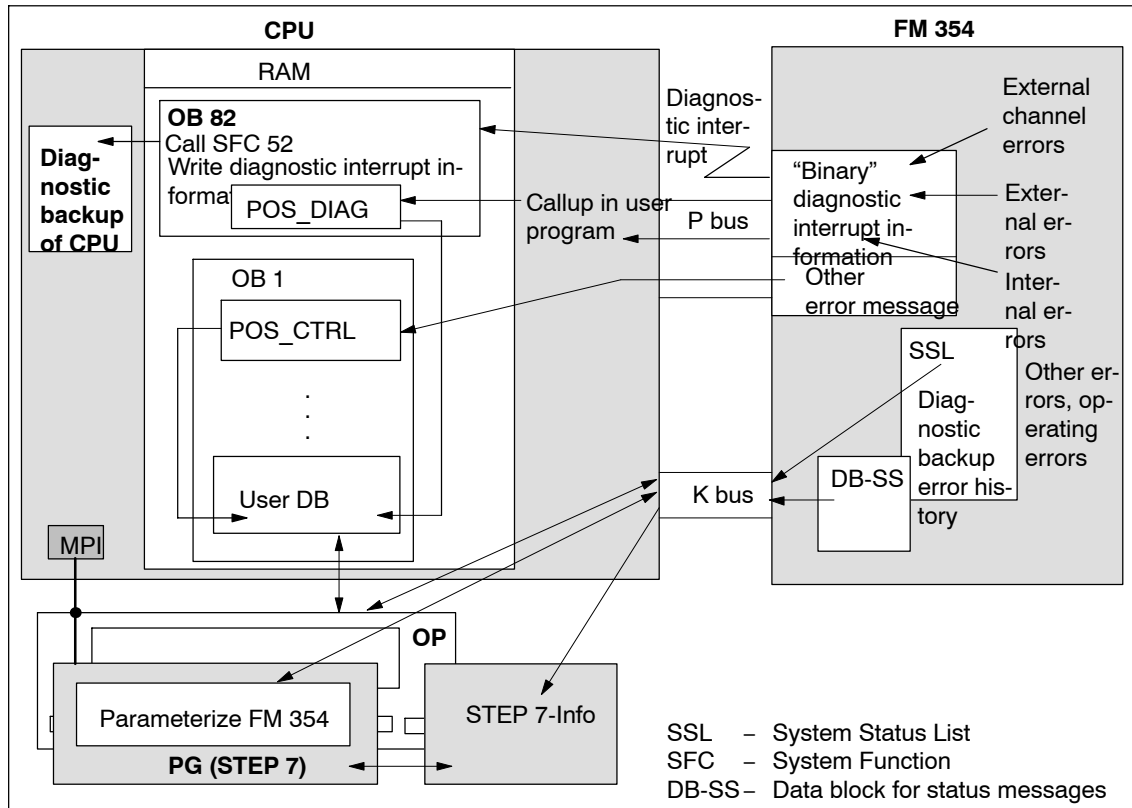 CPU
FM 354
RAM
OB 82
Call SFC 52
Write diagnostic interrupt in-
format
POS_DIAG
Diag-
nostic
backup
of CPU
Diagnos-
tic inter-
rupt
Callup in user
program
P bus
“Binary”
diagnostic
interrupt in-
formation
Other
error message
External
channel
errors
Exter-
nal er-
rors
Inter-
nal er-
rors
OB 1
POS_CTRL
.
.
.
User DB
SSL
Diag-
nostic
backup
error his-
tory
Other er-
rors, op-
erating
errors
DB-SS
K bus
MPI
OP
Parameterize FM 354
PG (STEP 7)
STEP 7-Info
SSL – System Status List
SFC – System Function
DB-SS – Data block for status messages